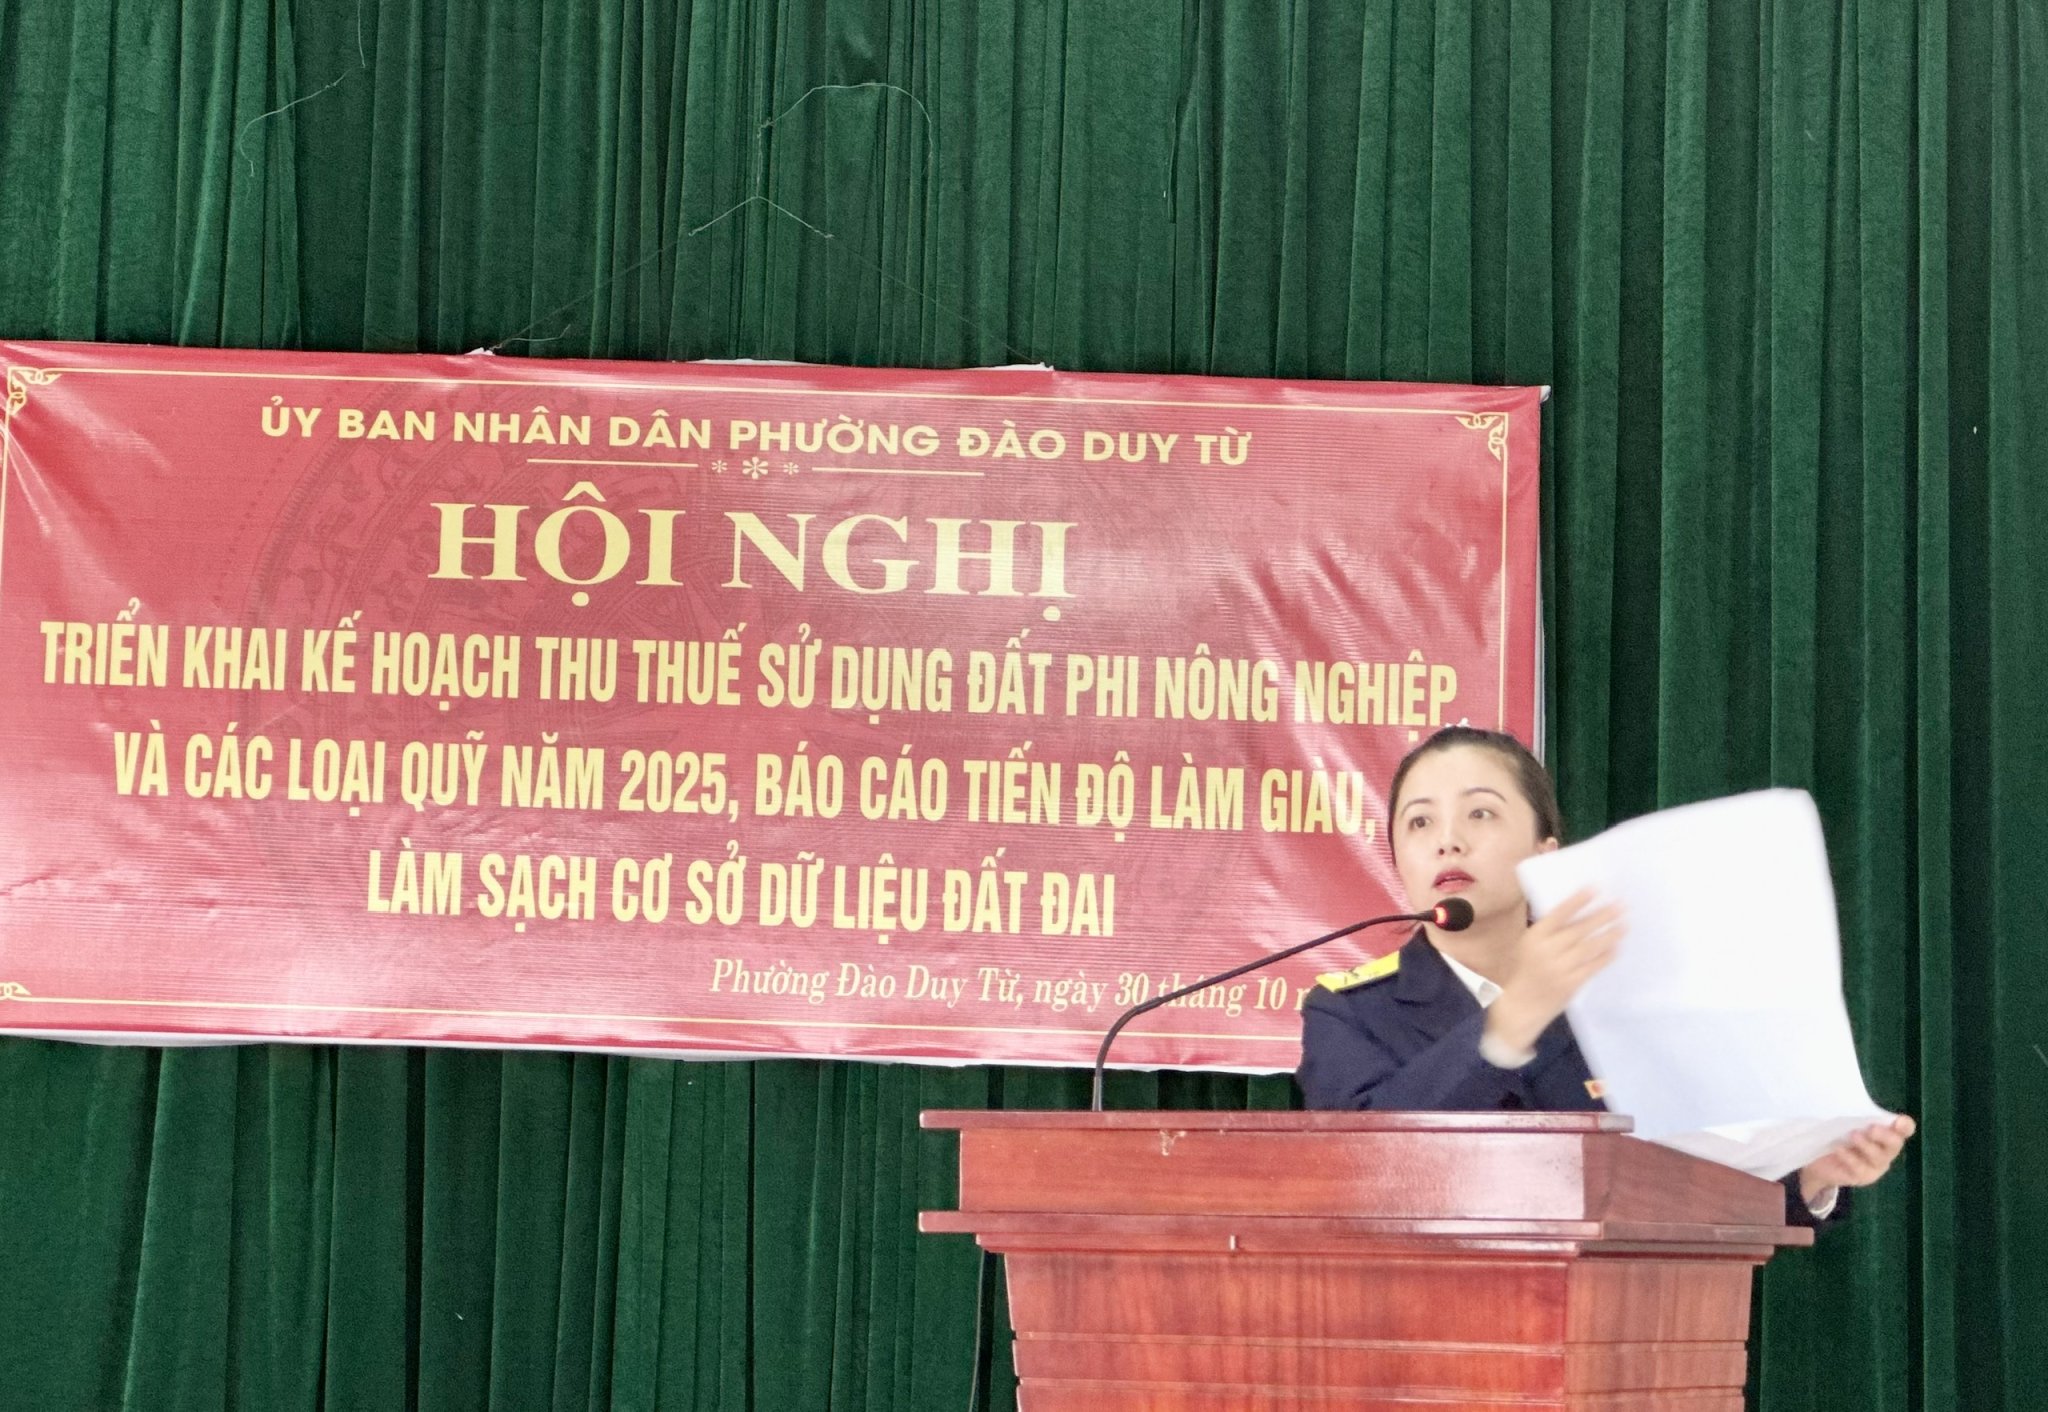 ỦY BAN NHÂN DÂN PHƯỜNG ĐÀO DUY TỪ
HỘI NGHỊ
TRIỂN KHAI KẾ HOẠCH THU THUẾ SỬ DỤNG ĐẤT PHI NÔNG NGHIỆP
VÀ CÁC LOẠI QUỸ NĂM 2025, BÁO CÁO TIẾN ĐỘ LÀM GIÀU,
LÀM SẠCH CƠ SỞ DỮ LIỆU ĐẤT ĐAI
Phường Đào Duy Từ, ngày 30 tháng 10